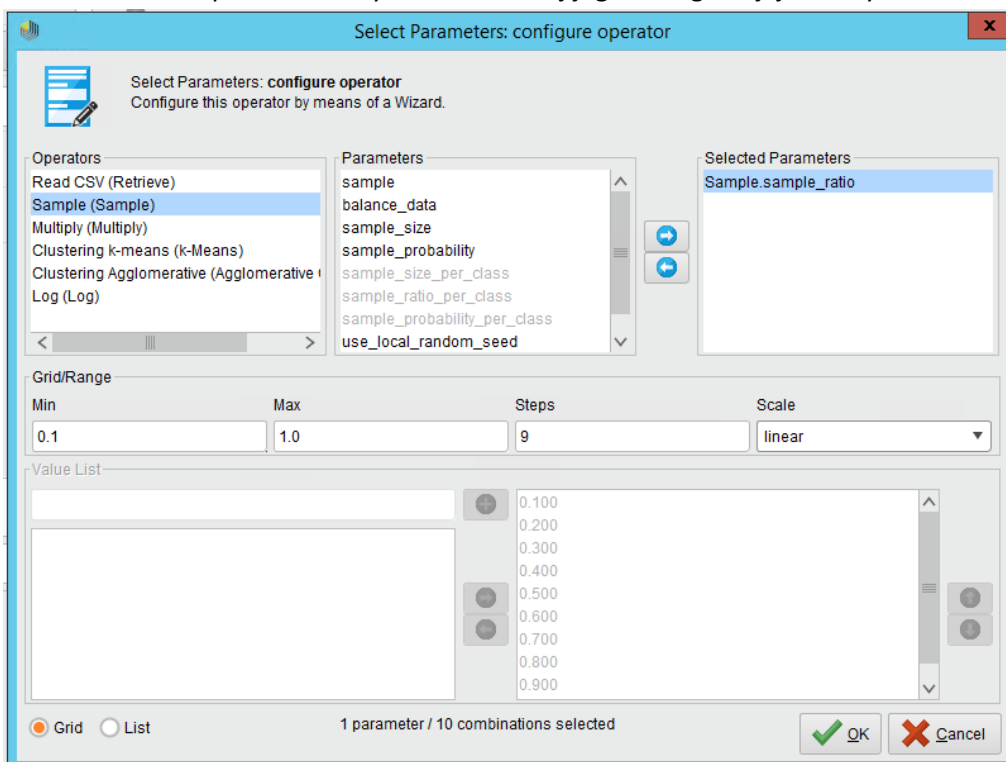 Select Parameters: configure operator
x
Select Parameters: configure operator
Configure this operator by means of a Wizard.
Operators
Read CSV (Retrieve)
Sample (Sample)
Multiply (Multiply)
Clustering k-means (k-Means)
Clustering Agglomerative (Agglomerative
Log (Log)
Parameters
sample
balance_data
sample_size
sample_probability
sample_size_per_class
sample_ratio_per_class
sample_probability_per_class
use_local_random_seed
Selected Parameters
Sample.sample_ratio
Grid/Range
Min Max Steps Scale
0.1 1.0 9 linear
Value List
0.100
0.200
0.300
0.400
0.500
0.600
0.700
0.800
0.900
Grid List 1 parameter / 10 combinations selected OK Cancel